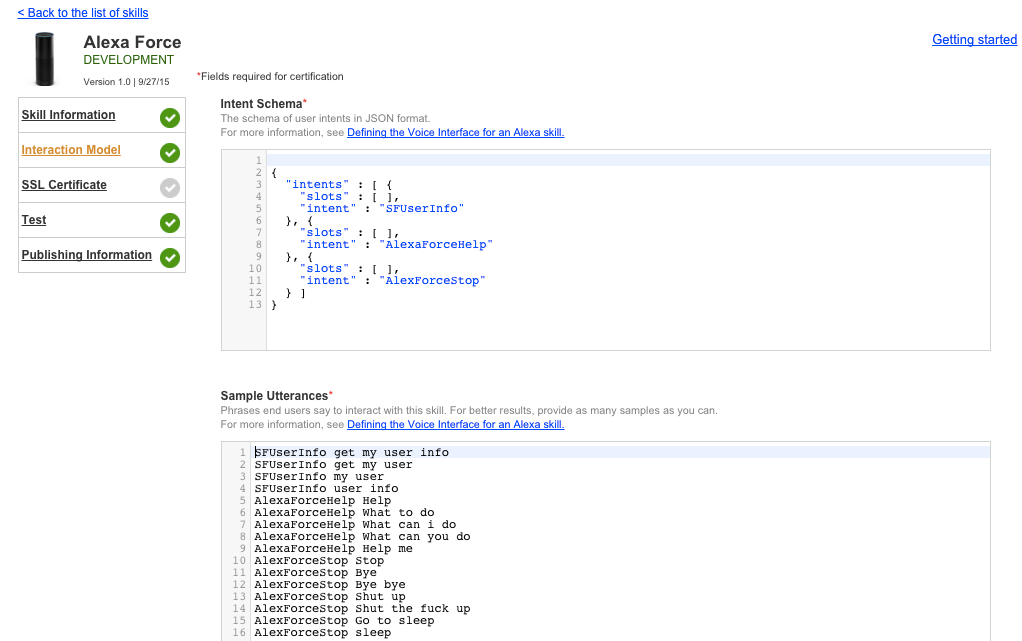 < Back to the list of skills
Alexa Force
DEVELOPMENT
Version 1.0 | 9/27/15
*Fields required for certification
Getting started
Skill Information
Interaction Model
SSL Certificate
Test
Publishing Information
Intent Schema*
The schema of user intents in JSON format.
For more information, see Defining the Voice Interface for an Alexa skill.
1
2 {
3   "intents" : [ {
4     "slots" : [ ],
5     "intent" : "SFUserInfo"
6   }, {
7     "slots" : [ ],
8     "intent" : "AlexaForceHelp"
9   }, {
10     "slots" : [ ],
11     "intent" : "AlexForceStop"
12   } ]
13 }
Sample Utterances*
Phrases end users say to interact with this skill. For better results, provide as many samples as you can.
For more information, see Defining the Voice Interface for an Alexa skill.
1 SFUserInfo get my user info
2 SFUserInfo get my user
3 SFUserInfo my user
4 SFUserInfo user info
5 AlexaForceHelp Help
6 AlexaForceHelp What to do
7 AlexaForceHelp What can i do
8 AlexaForceHelp What can you do
9 AlexaForceHelp Help me
10 AlexForceStop Stop
11 AlexForceStop Bye
12 AlexForceStop Bye bye
13 AlexForceStop Shut up
14 AlexForceStop Shut the fuck up
15 AlexForceStop Go to sleep
16 AlexForceStop sleep